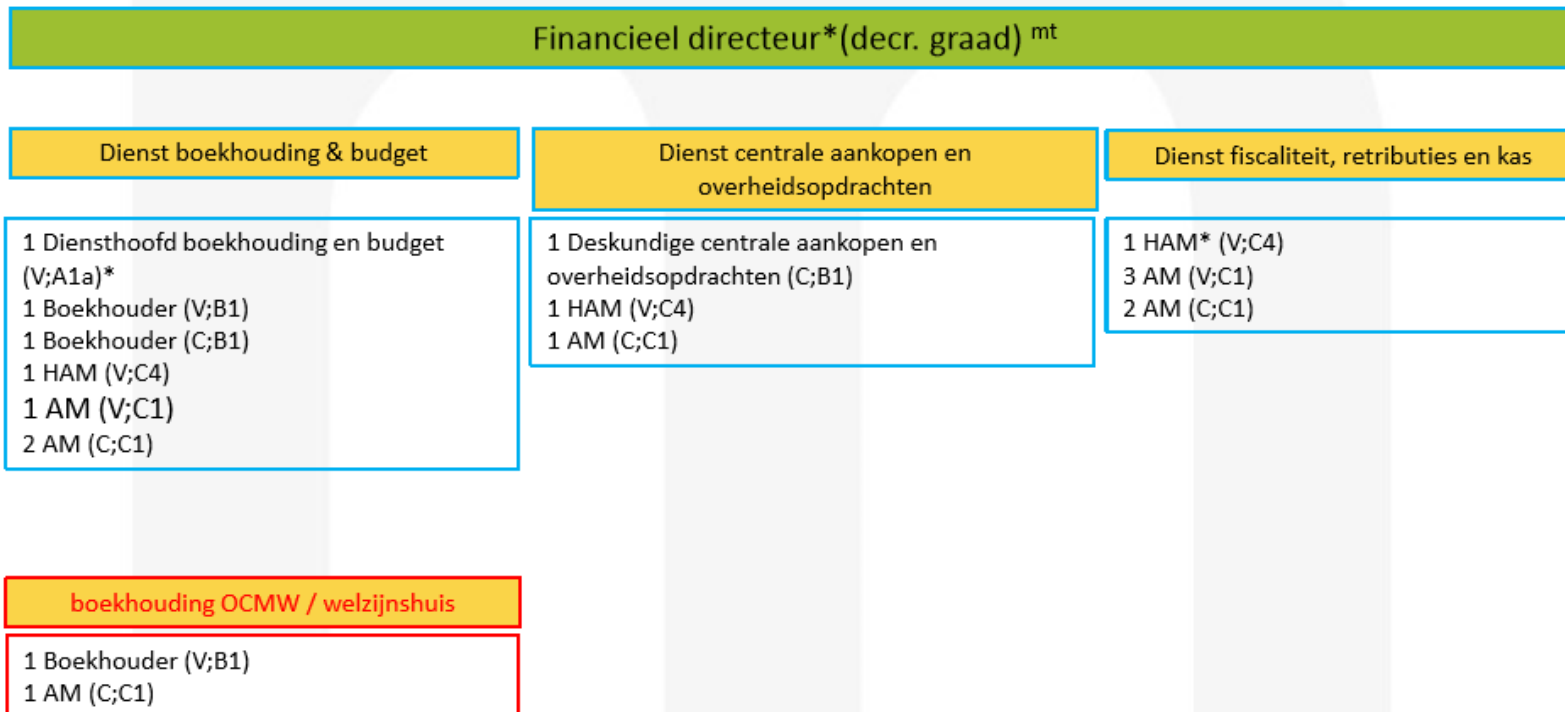 Financieel directeur*(decr. graad) mt
Dienst boekhouding & budget
1 Diensthoofd boekhouding en budget
(V;A1a)*
1 Boekhouder (V;B1)
1 Boekhouder (C;B1)
1 HAM (V;C4)
1 AM (V;C1)
2 AM (C;C1)
Dienst centrale aankopen en
overheidsopdrachten
1 Deskundige centrale aankopen en
overheidsopdrachten (C;B1)
1 HAM (V;C4)
1 AM (C;C1)
Dienst fiscaliteit, retributies en kas
1 HAM* (V;C4)
3 AM (V;C1)
2 AM (C;C1)
boekhouding OCMW / welzijnshuis
1 Boekhouder (V;B1)
1 AM (C;C1)